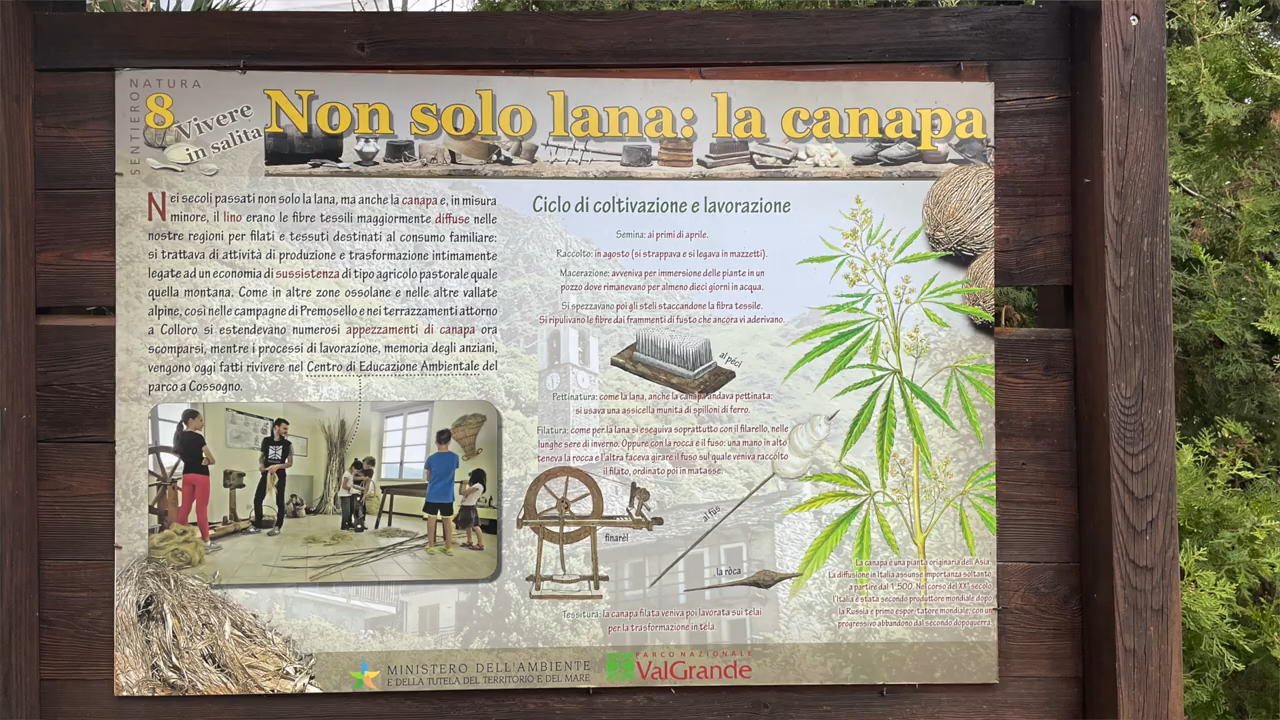 SENTIERO NATURA
8
Vivere
in salita
Non solo lana: la canapa
Nei secoli passati non solo la lana, ma anche la canapa e, in misura
minore, il lino erano le fibre tessili maggiormente diffuse nelle
nostre regioni per filati e tessuti destinati al consumo familiare:
si trattava di attività di produzione e trasformazione intimamente
legate ad un economia di sussistenza di tipo agricolo pastorale quale
quella montana. Come in altre zone ossolane e nelle altre vallate
alpine, così nelle campagne di Premosello e nei terrazzamenti attorno
a Colloro si estendevano numerosi appezzamenti di canapa ora
scomparsi, mentre i processi di lavorazione, memoria degli anziani,
vengono oggi fatti rivivere nel Centro di Educazione Ambientale del
parco a Cossogno.
Ciclo di coltivazione e lavorazione
Semina: ai primi di aprile.
Raccolto: in agosto (si strappava e si legava in mazzetti).
Macerazione: avveniva per immersione delle piante in un
pozzo dove rimanevano per almeno dieci giorni in acqua.
Si spezzavano poi gli steli staccandone la fibra tessile.
Si ripulivano le fibre dai frammenti di fusto che ancora vi aderivano.
al péci
Pettinatura: come la lana, anche la canapa andava pettinata:
si usava una assicella munita di spilloni di ferro.
Filatura: come per la lana si eseguiva soprattutto con il filarello, nelle
lunghe sere di inverno. Oppure con la rocca e il fuso: una mano in alto
teneva la rocca e l'altra faceva girare il fuso sul quale veniva raccolto
il filato, ordinato poi in matasse.
finarèl
al füs
la ròca
Tessitura: la canapa filata veniva poi lavorata sui telai
per la trasformazione in tela.
La canapa è una pianta originaria dell'Asia.
La diffusione in Italia assunse importanza soltanto
a partire dal 1.500. Nel corso del XX° secolo
l'Italia è stata secondo produttore mondiale dopo
la Russia e primo esportatore mondiale, con un
progressivo abbandono dal secondo dopoguerra.
MINISTERO DELL'AMBIENTE
E DELLA TUTELA DEL TERRITORIO E DEL MARE
PARCO NAZIONALE
ValGrande